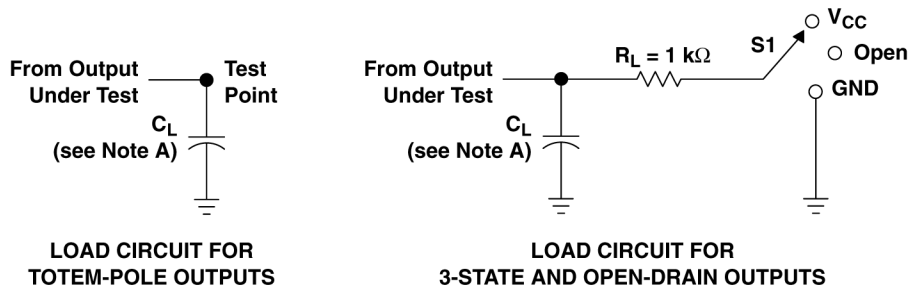 From Output
Under Test
Test
Point
CL
(see Note A)
LOAD CIRCUIT FOR
TOTEM-POLE OUTPUTS
From Output
Under Test
RL = 1 kΩ
S1
VCC
Open
GND
CL
(see Note A)
LOAD CIRCUIT FOR
3-STATE AND OPEN-DRAIN OUTPUTS